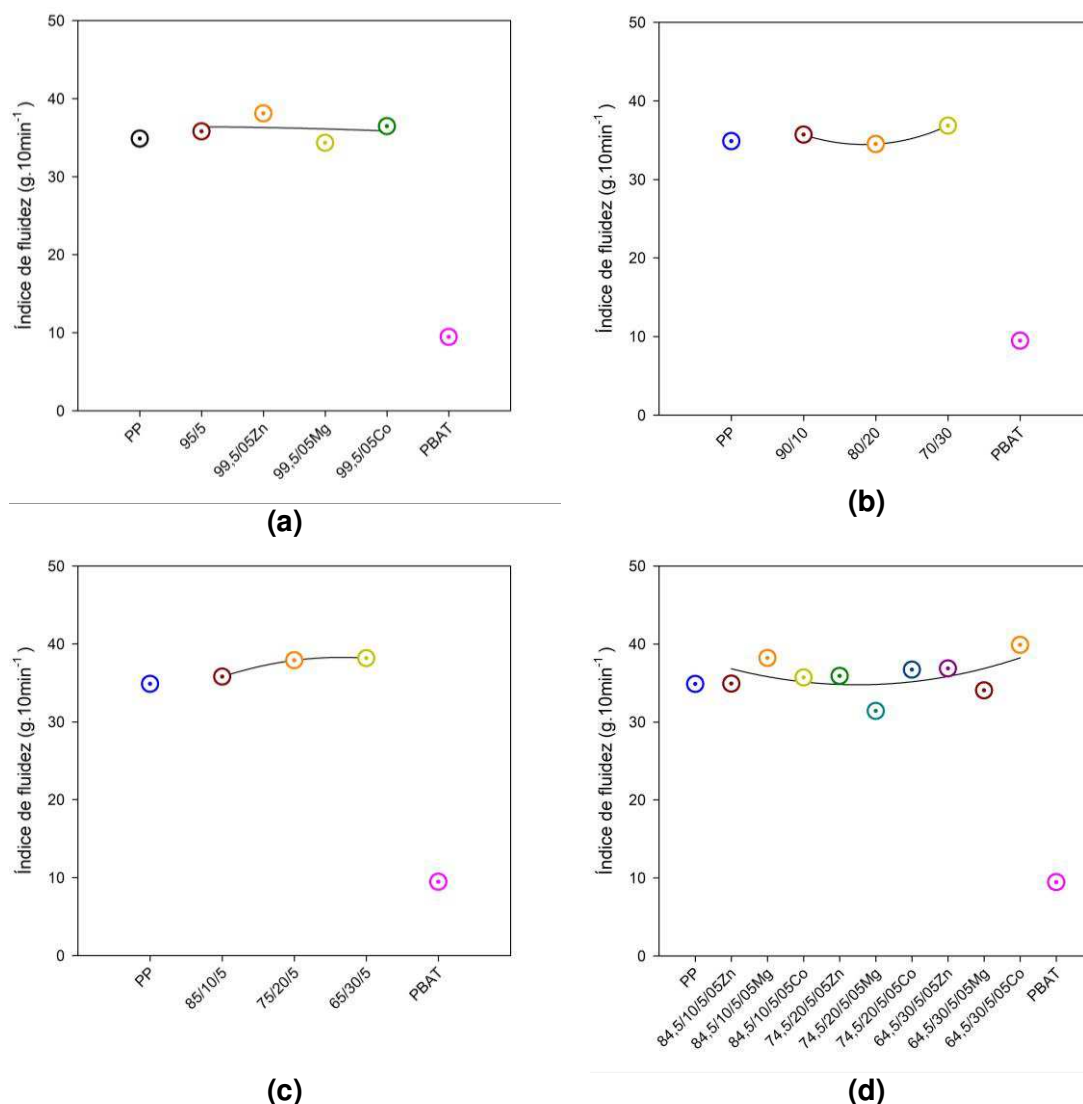 50
40
30
20
10
0
Índice de fluidez (g.10min⁻¹ )
PP
95/5
99,5/05Zn
99,5/05Mg
99,5/05Co
PBAT
(a)
50
40
30
20
10
0
Índice de fluidez (g.10min⁻¹ )
PP
90/10
80/20
70/30
PBAT
(b)
50
40
30
20
10
0
Índice de fluidez (g.10min⁻¹ )
PP
85/10/5
75/20/5
65/30/5
PBAT
(c)
50
40
30
20
10
0
Índice de fluidez (g.10min⁻¹ )
PP
84,5/10/5/05Zn
84,5/10/5/05Mg
84,5/10/5/05Co
74,5/20/5/05Zn
74,5/20/5/05Mg
74,5/20/5/05Co
64,5/30/5/05Zn
64,5/30/5/05Mg
64,5/30/5/05Co
PBAT
(d)